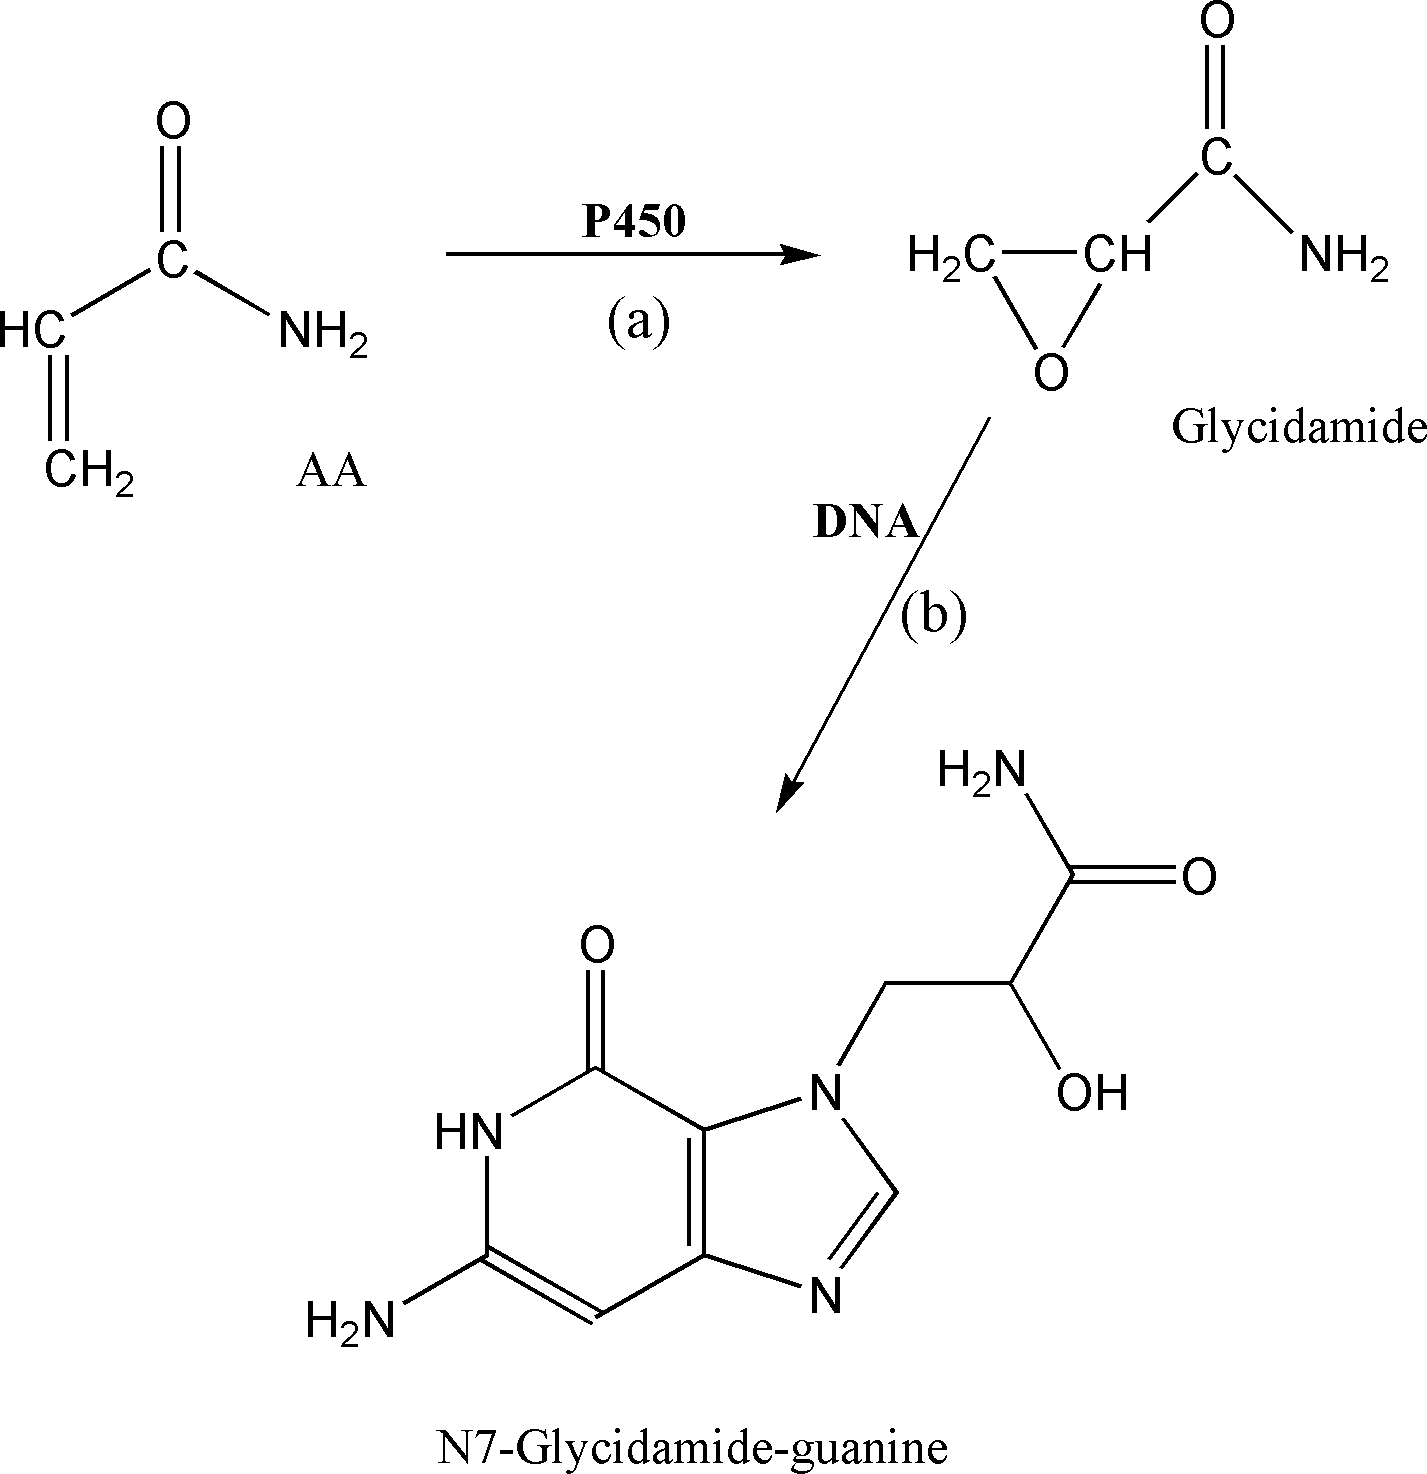 O
C
HC
NH2
CH2
AA
P450
(a)
O
C
H2C
CH
NH2
O
Glycidamide
DNA
(b)
H2N
O
O
HN
N
OH
H2N
N
N7-Glycidamide-guanine